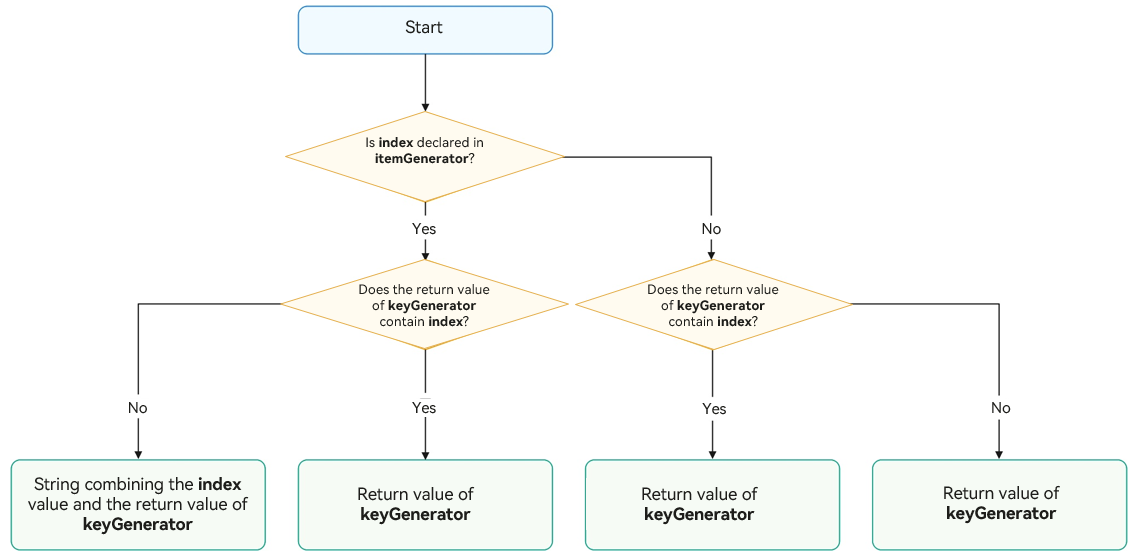 Start
Is index declared in
itemGenerator?
Yes
No
Does the return value
of keyGenerator
contain index?
Does the return value
of keyGenerator
contain index?
No
Yes
Yes
No
String combining the index
value and the return value of
keyGenerator
Return value of
keyGenerator
Return value of
keyGenerator
Return value of
keyGenerator